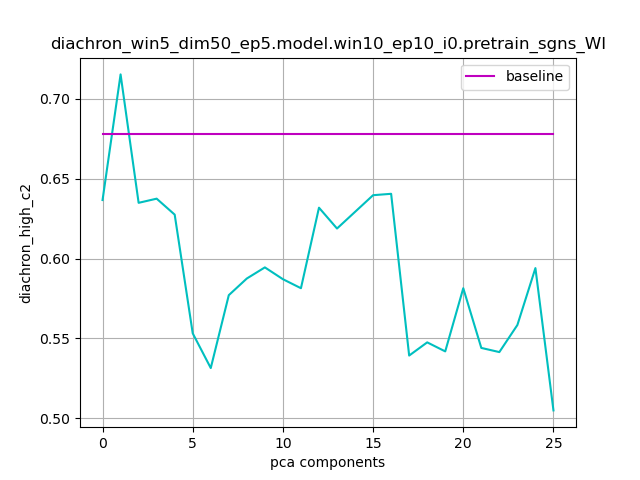 diachron_win5_dim50_ep5.model.win10_ep10_i0.pretrain_sgns_WI
baseline
0.70
0.65
0.60
0.55
0.50
diachron_high_c2
0 5 10 15 20 25
pca components